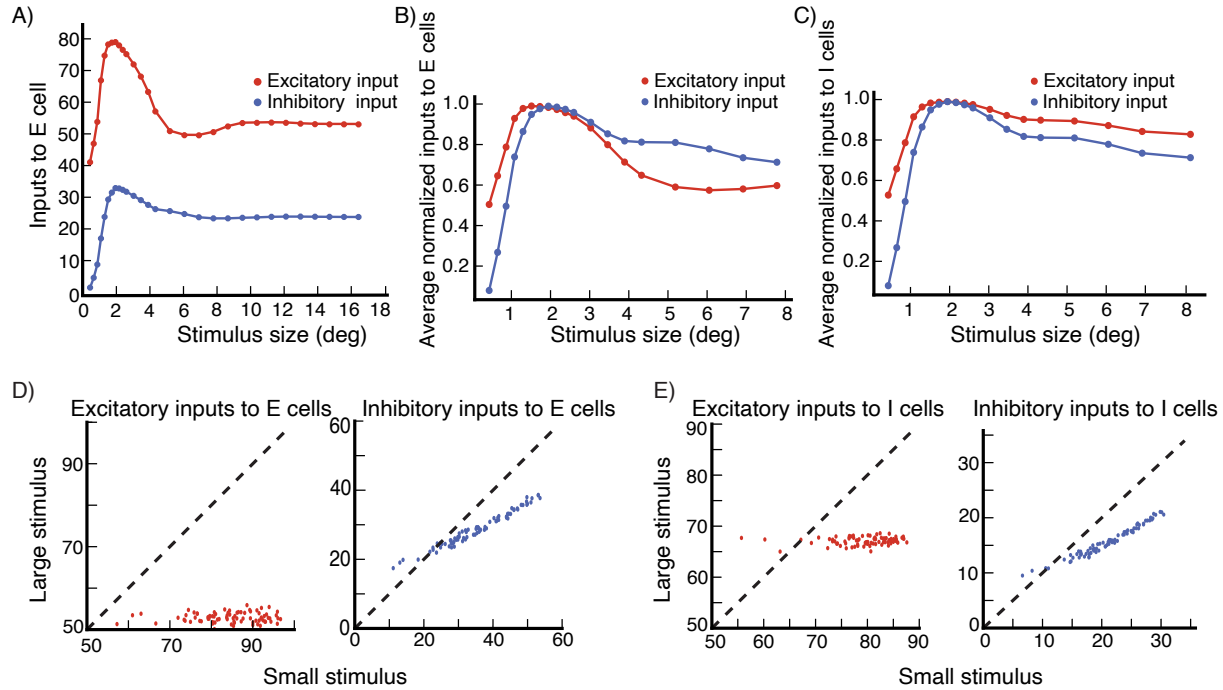 A)
Inputs to E cell
80
70
60
50
40
30
20
10
0
Excitatory input
Inhibitory input
0 2 4 6 8 10 12 14 16 18
Stimulus size (deg)
B)
Average normalized inputs to E cells
1.0
0.8
0.6
0.4
0.2
Excitatory input
Inhibitory input
1 2 3 4 5 6 7 8
Stimulus size (deg)
C)
Average normalized inputs to I cells
1.0
0.8
0.6
0.4
0.2
Excitatory input
Inhibitory input
1 2 3 4 5 6 7 8
Stimulus size (deg)
D)
Excitatory inputs to E cells
Large stimulus
90
70
50
50 70 90
Inhibitory inputs to E cells
60
40
20
0
0 20 40 60
Small stimulus
E)
Excitatory inputs to I cells
Large stimulus
90
80
70
60
50
50 60 70 80 90
Inhibitory inputs to I cells
30
20
10
0
0 10 20 30
Small stimulus